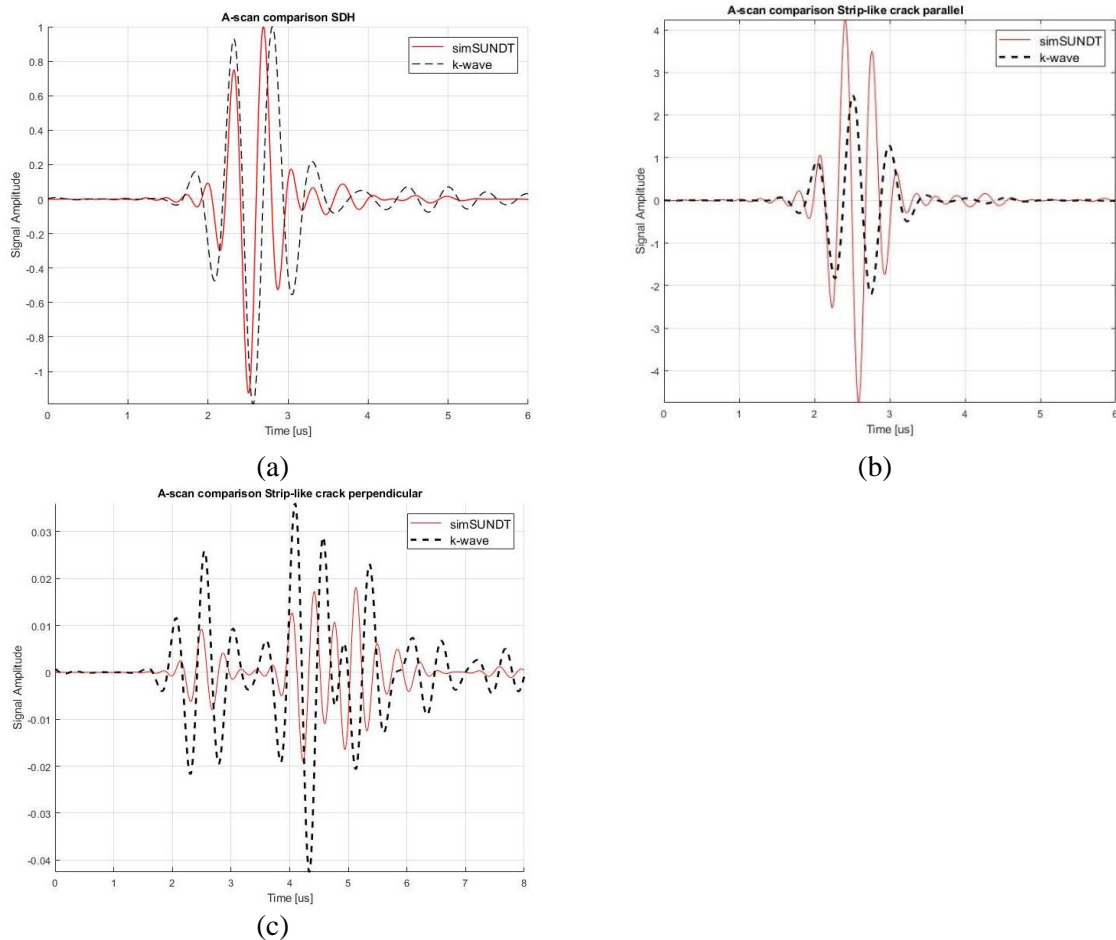 A-scan comparison SDH
simSUNDT
k-wave
1
0.8
0.6
0.4
0.2
0
-0.2
-0.4
-0.6
-0.8
-1
Signal Amplitude
0 1 2 3 4 5 6
Time [us]
(a)
A-scan comparison Strip-like crack parallel
simSUNDT
k-wave
4
3
2
1
0
-1
-2
-3
-4
Signal Amplitude
0 1 2 3 4 5 6
Time [us]
(b)
A-scan comparison Strip-like crack perpendicular
simSUNDT
k-wave
0.03
0.02
0.01
0
-0.01
-0.02
-0.03
-0.04
Signal Amplitude
0 1 2 3 4 5 6 7 8
Time [us]
(c)